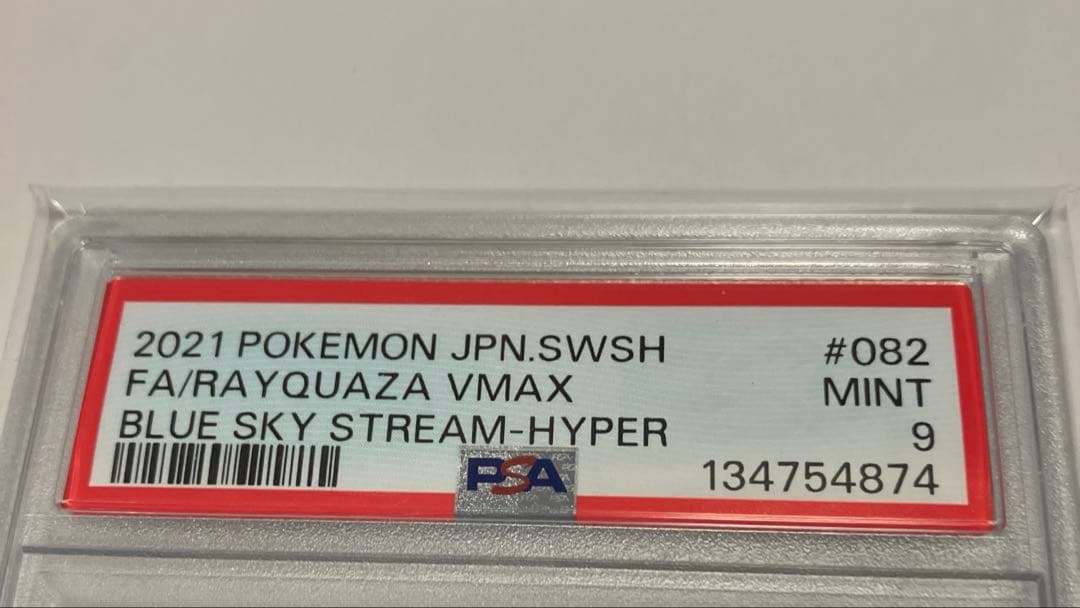 2021 POKEMON JPN.SWSH #082
FA/RAYQUAZA VMAX MINT
BLUE SKY STREAM-HYPER 9
PSA 134754874